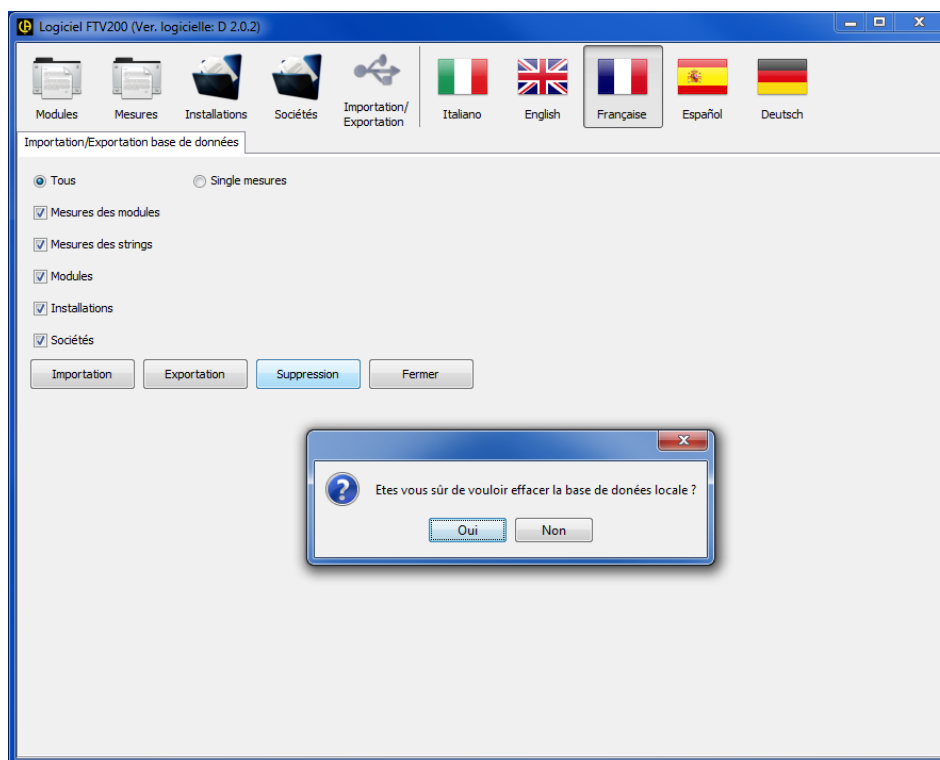 Logiciel FTV200 (Ver. logicielle: D 2.0.2)
Modules
Mesures
Installations
Sociétés
Importation/
Exportation
Italiano
English
Française
Español
Deutsch
Importation/Exportation base de données
Tous
Single mesures
Mesures des modules
Mesures des strings
Modules
Installations
Sociétés
Importation
Exportation
Suppression
Fermer
Etes vous sûr de vouloir effacer la base de donées locale ?
Oui
Non